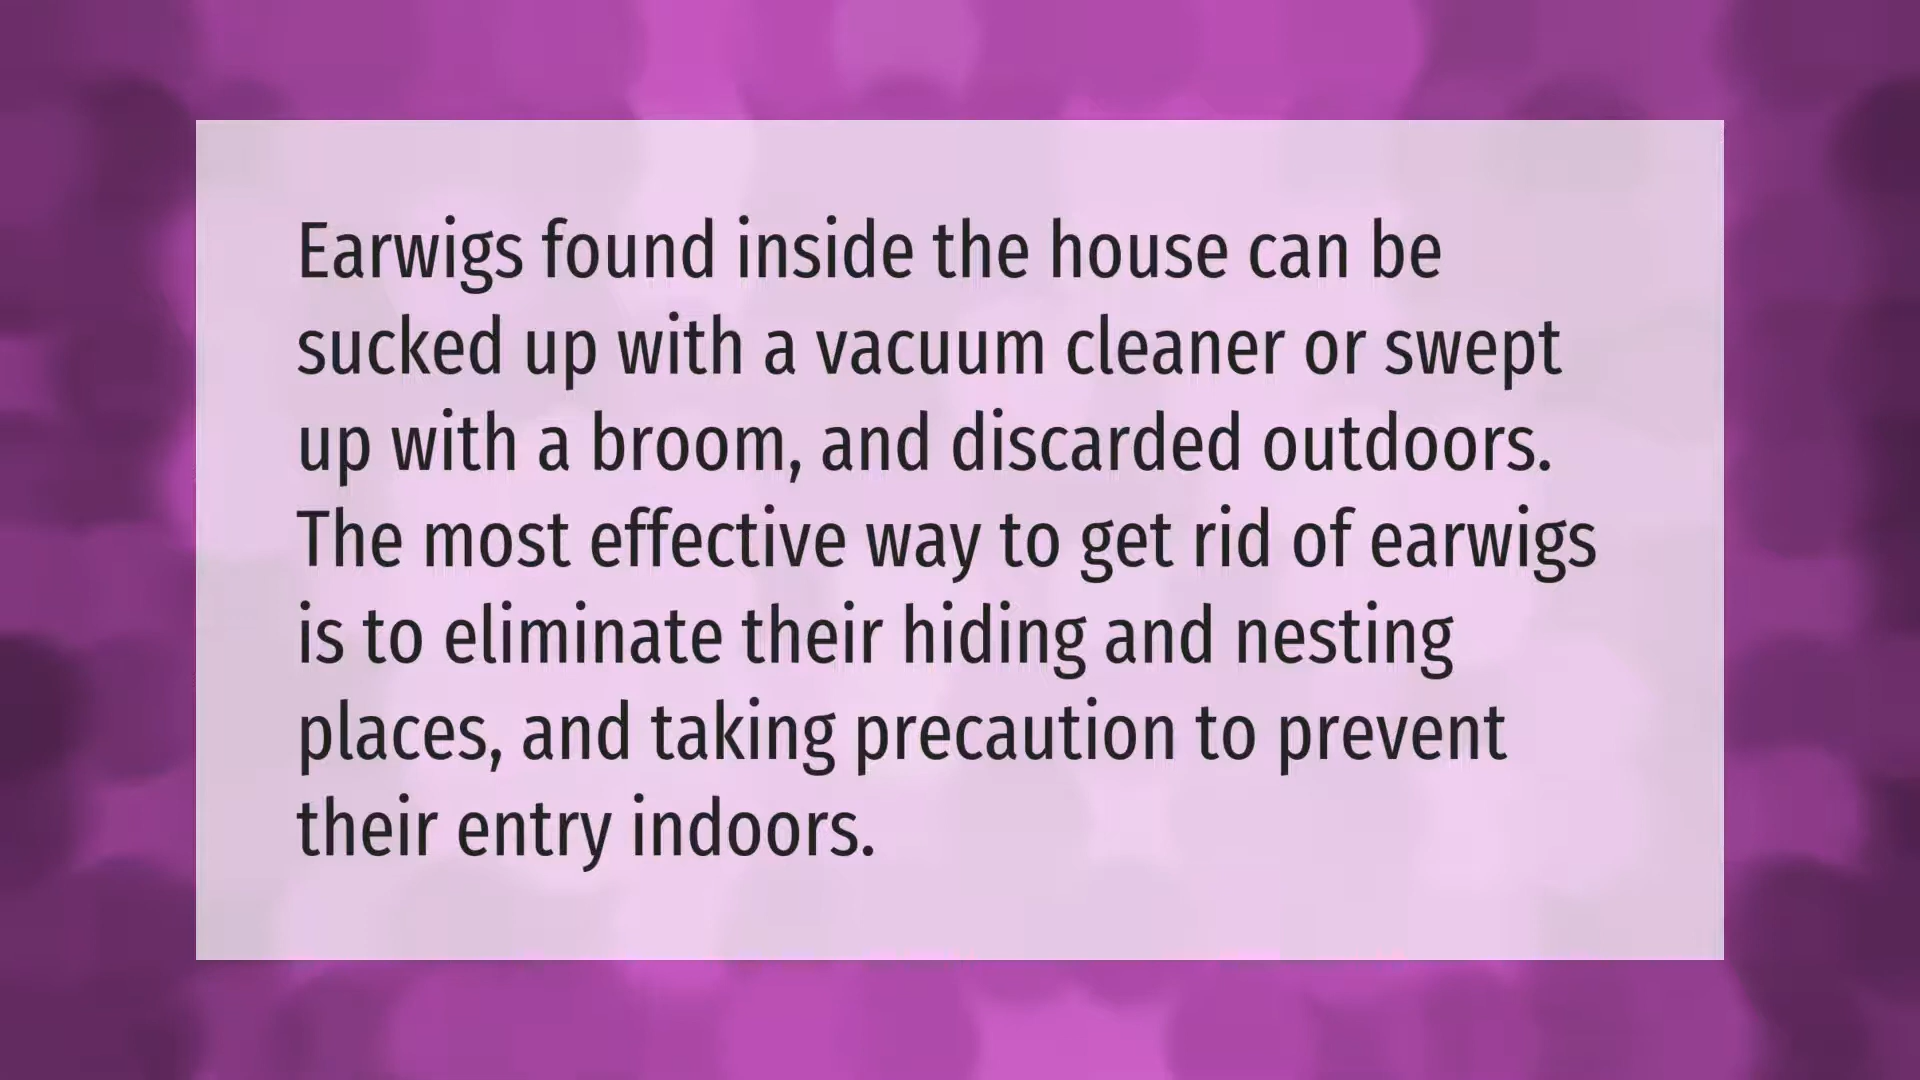 Earwigs found inside the house can be
sucked up with a vacuum cleaner or swept
up with a broom, and discarded outdoors.
The most effective way to get rid of earwigs
is to eliminate their hiding and nesting
places, and taking precaution to prevent
their entry indoors.